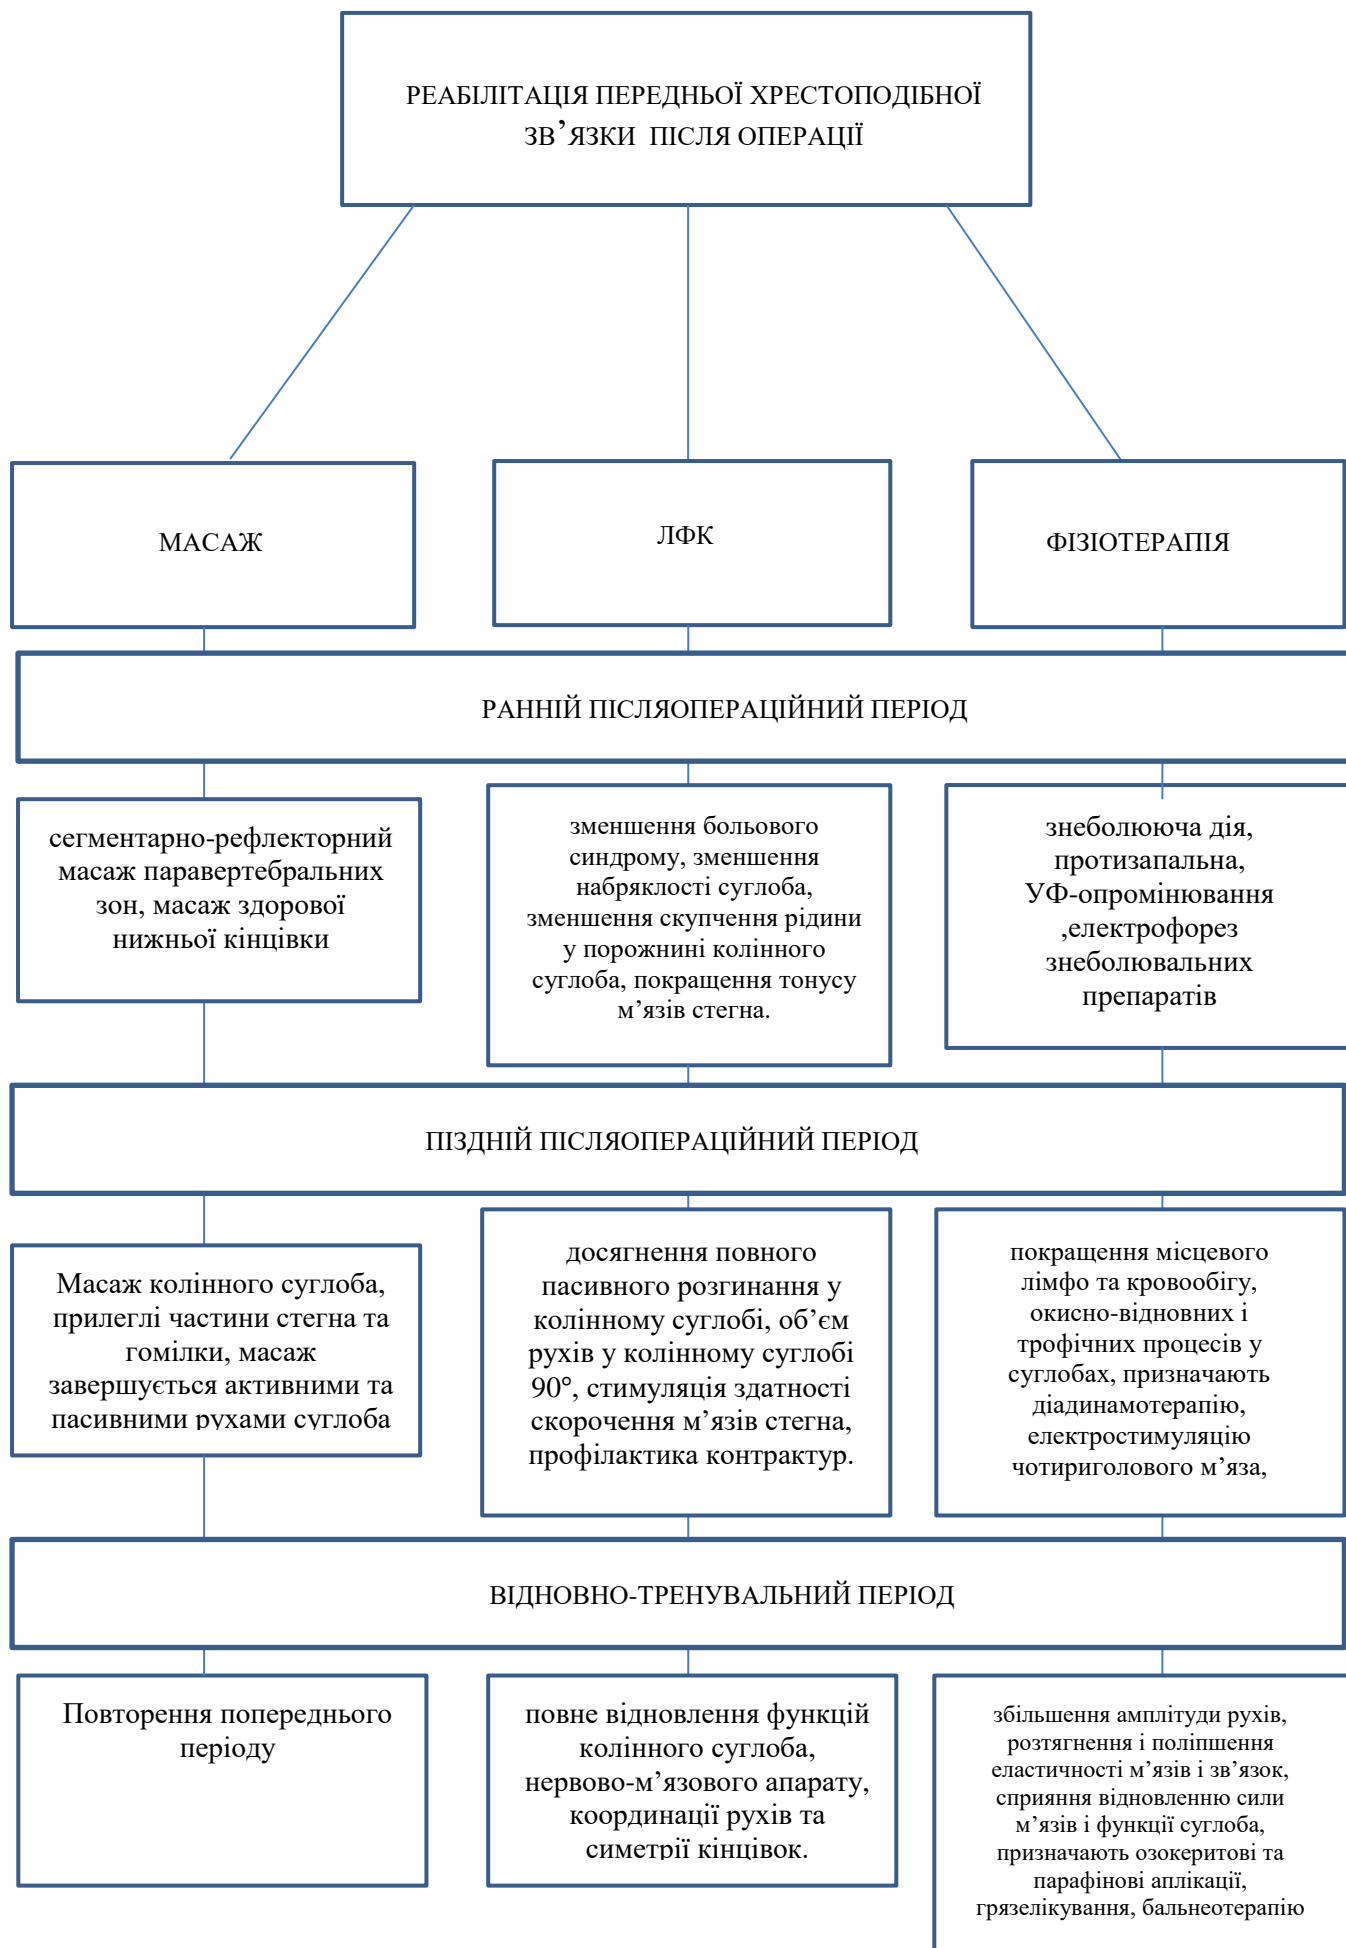 РЕАБІЛІТАЦІЯ ПЕРЕДНЬОЇ ХРЕСТОПОДІБНОЇ
ЗВ’ЯЗКИ ПІСЛЯ ОПЕРАЦІЇ
МАСАЖ
ЛФК
ФІЗІОТЕРАПІЯ
РАННІЙ ПІСЛЯОПЕРАЦІЙНИЙ ПЕРІОД
сегментарно-рефлекторний
масаж паравертебральних
зон, масаж здорової
нижньої кінцівки
зменшення больового
синдрому, зменшення
набряклості суглоба,
зменшення скупчення рідини
у порожнині колінного
суглоба, покращення тонусу
м’язів стегна.
знеболююча дія,
протизапальна,
УФ-опромінювання
,електрофорез
знеболювальних
препаратів
ПІЗДНІЙ ПІСЛЯОПЕРАЦІЙНИЙ ПЕРІОД
Масаж колінного суглоба,
прилеглі частини стегна та
гомілки, масаж
завершується активними та
пасивними рухами суглоба
досягнення повного
пасивного розгинання у
колінному суглобі, об’єм
рухів у колінному суглобі
90°, стимуляція здатності
скорочення м’язів стегна,
профілактика контрактур.
покращення місцевого
лімфо та кровообігу,
окисно-відновних і
трофічних процесів у
суглобах, призначають
діадинамотерапію,
електростимуляцію
чотириголового м’яза,
ВІДНОВНО-ТРЕНУВАЛЬНИЙ ПЕРІОД
Повторення попереднього
періоду
повне відновлення функцій
колінного суглоба,
нервово-м’язового апарату,
координації рухів та
симетрії кінцівок.
збільшення амплітуди рухів,
розтягнення і поліпшення
еластичності м’язів і зв’язок,
сприяння відновленню сили
м’язів і функції суглоба,
призначають озокеритові та
парафінові аплікації,
грязелікування, бальнеотерапію